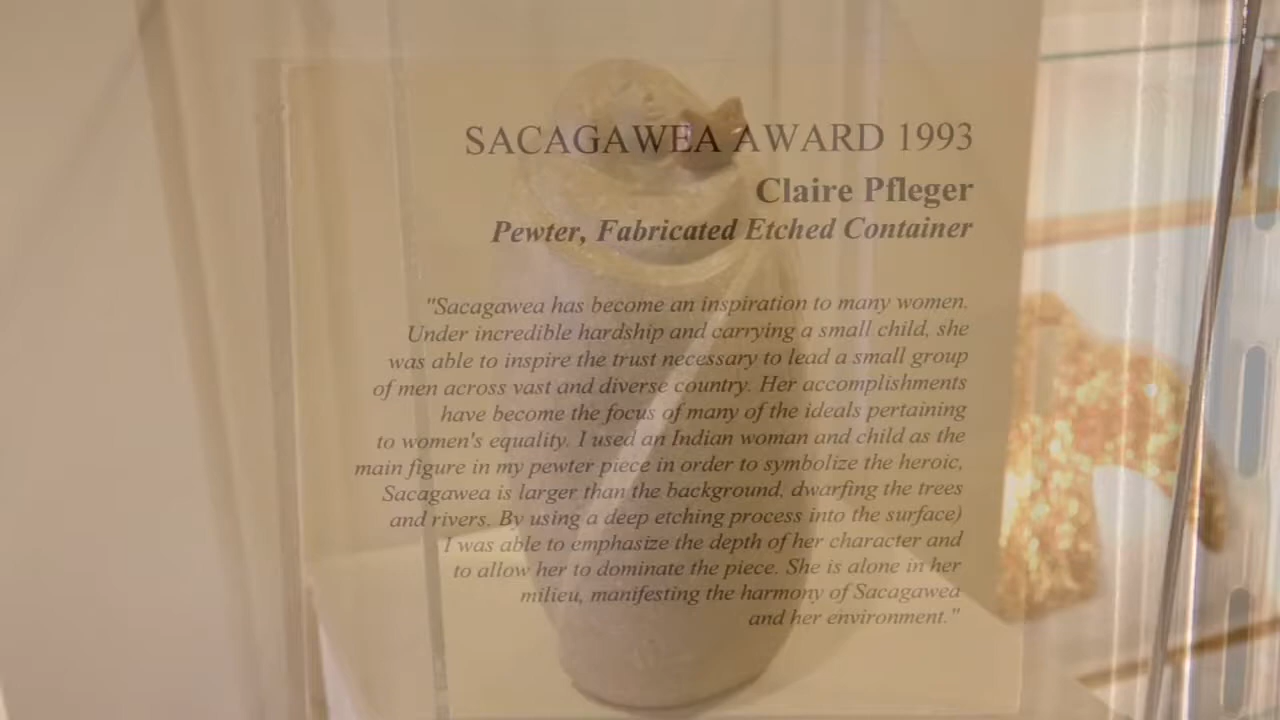 SACAGAWEA AWARD 1993
Claire Pfleger
Pewter, Fabricated Etched Container
"Sacagawea has become an inspiration to many women.
Under incredible hardship and carrying a small child, she
was able to inspire the trust necessary to lead a small group
of men across vast and diverse country. Her accomplishments
have become the focus of many of the ideals pertaining
to women's equality. I used an Indian woman and child as the
main figure in my pewter piece in order to symbolize the heroic,
Sacagawea is larger than the background, dwarfing the trees
and rivers. By using a deep etching process into the surface)
I was able to emphasize the depth of her character and
to allow her to dominate the piece. She is alone in her
milieu, manifesting the harmony of Sacagawea
and her environment."